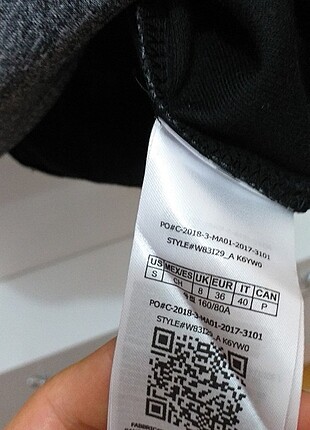 PO#C-2018-3-MA01-2017-3101
STYLE#W83I29_A K6YW0
US MEX/ES UK EUR IT CAN
S CH 8 36 40 P
160/80A
PO#C-2018-3-MA01-2017-3101
STYLE#W83I29_A K6YW0